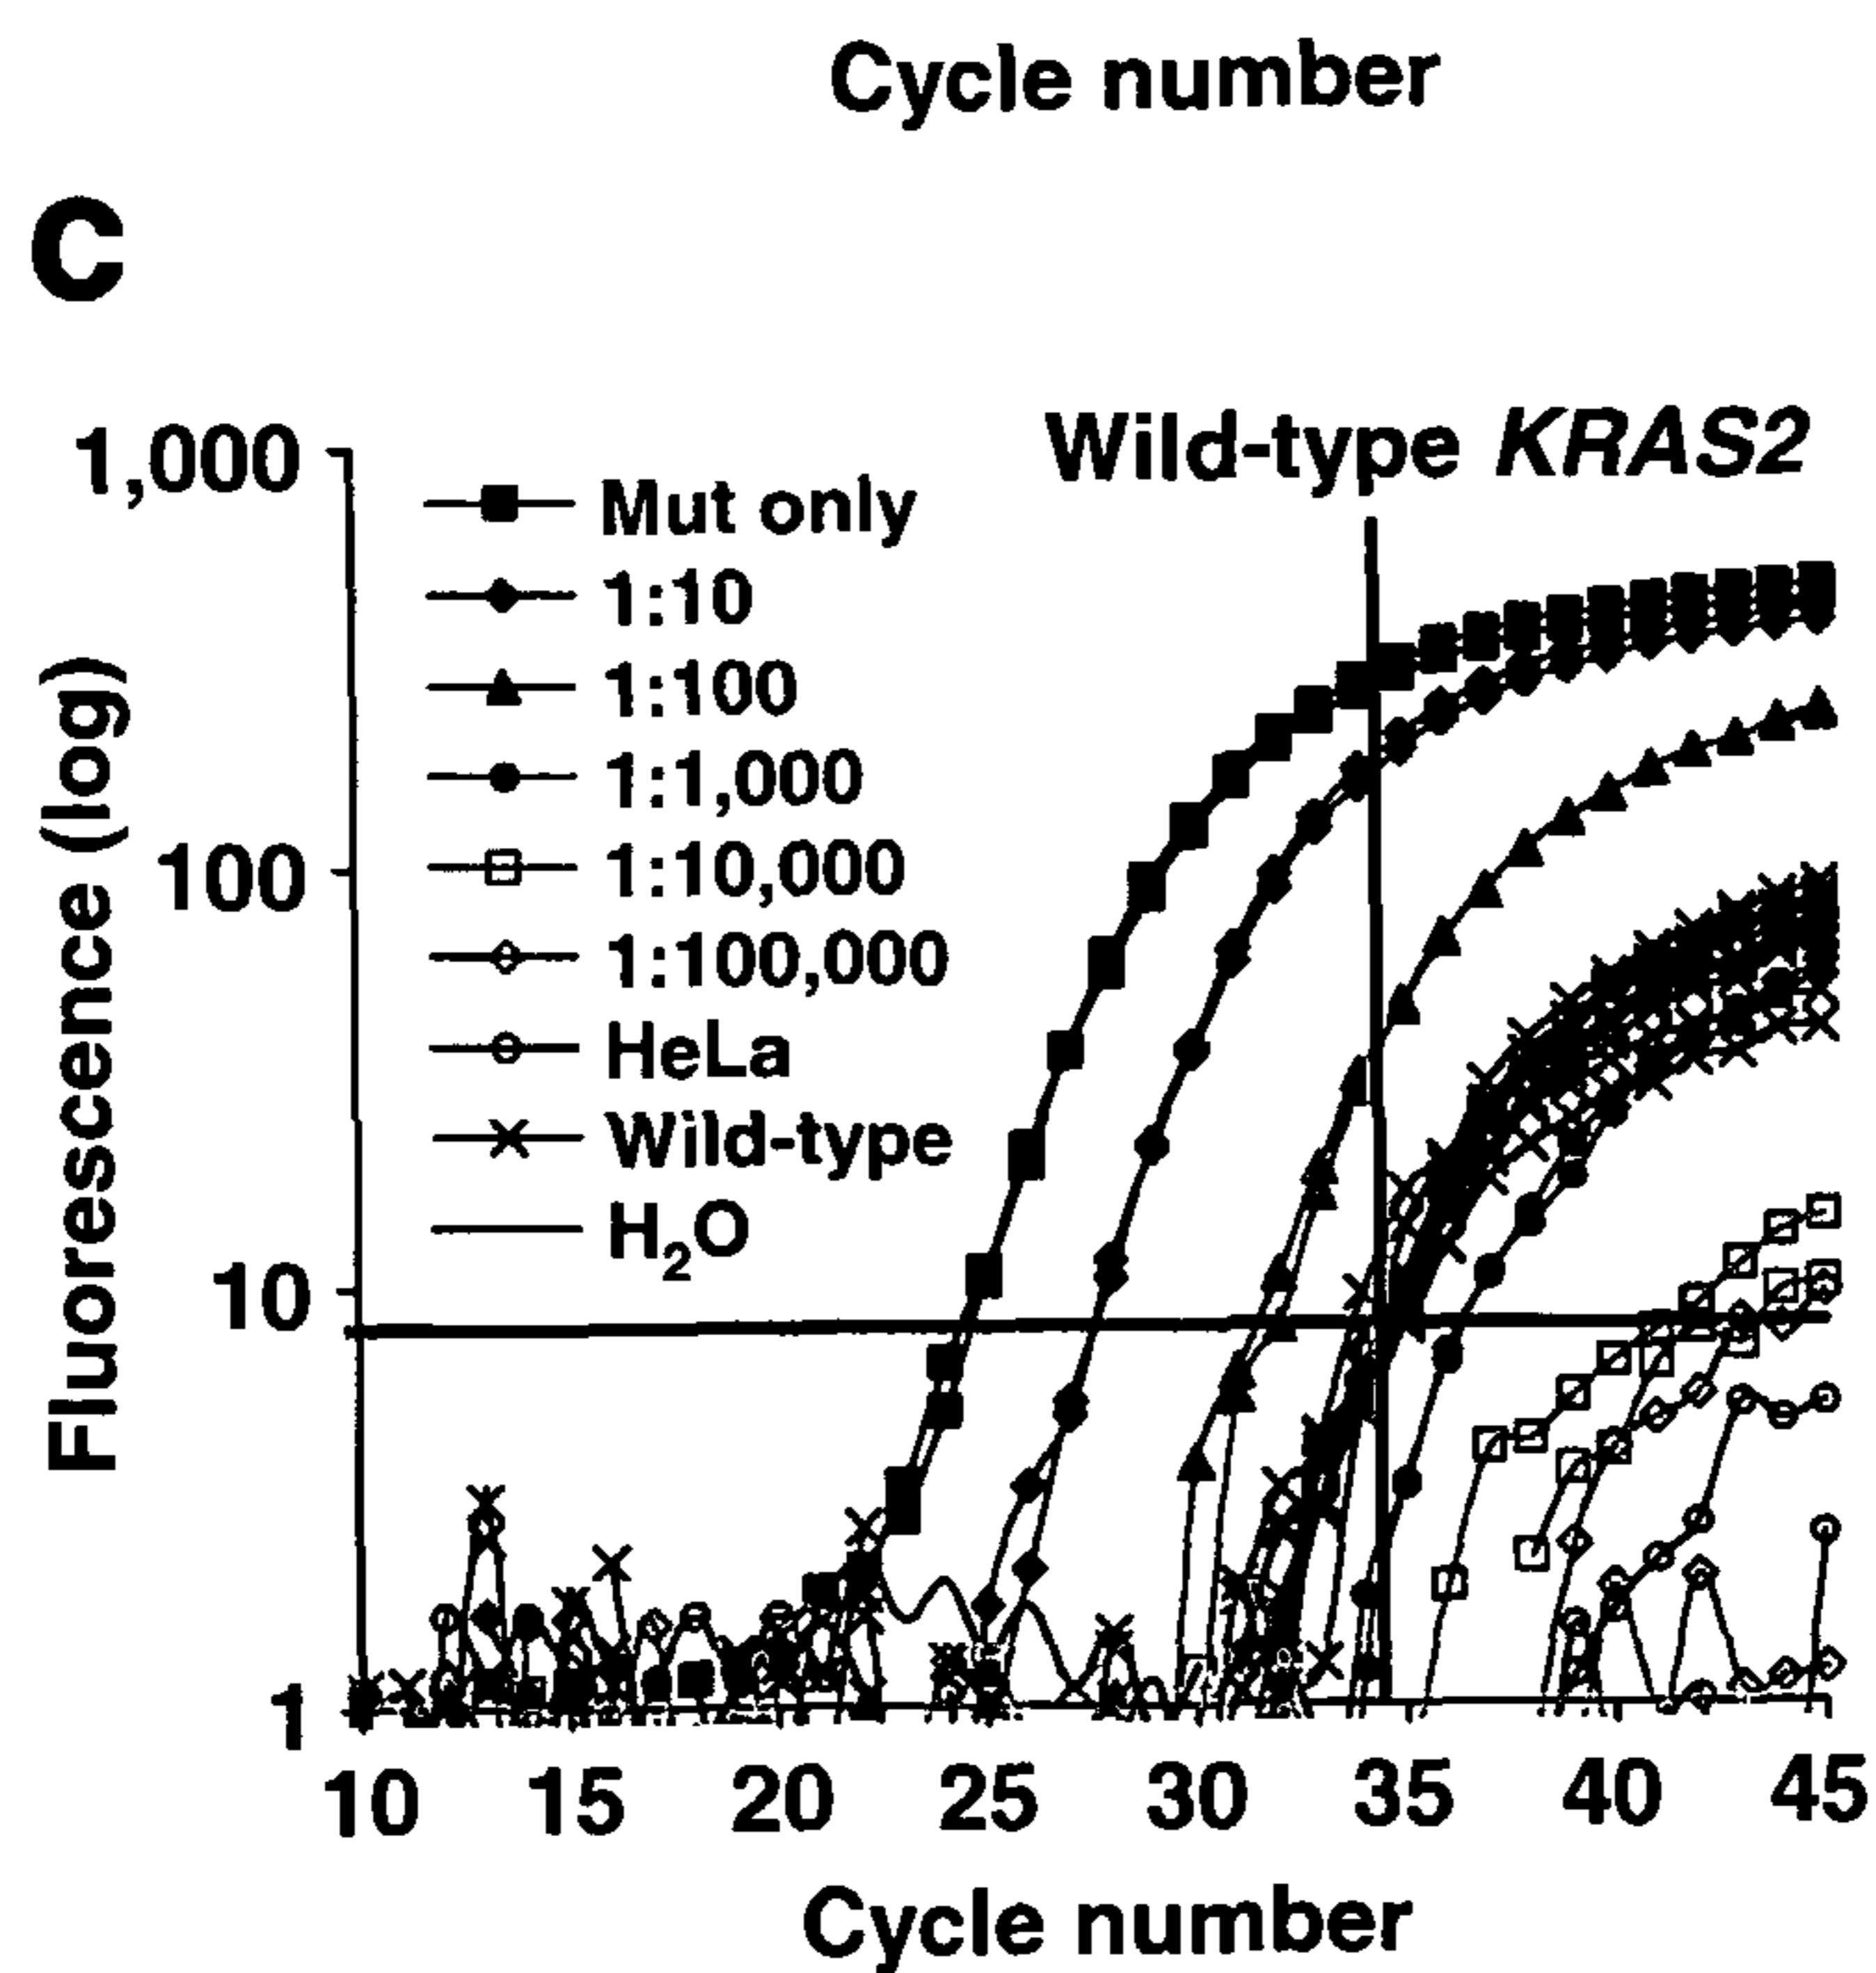 Cycle number
C
Wild-type KRAS2
Fluorescence (log)
1,000
100
10
1
Mut only
1:10
1:100
1:1,000
1:10,000
1:100,000
HeLa
Wild-type
H₂O
10 15 20 25 30 35 40 45
Cycle number